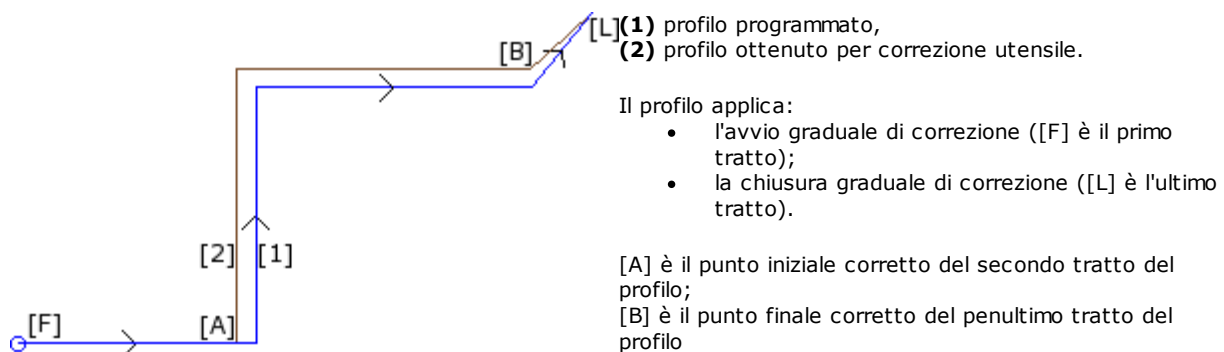 [L]
[B]
[2]
[1]
[F]
[A]
(1) profilo programmato,
(2) profilo ottenuto per correzione utensile.
Il profilo applica:
• l'avvio graduale di correzione ([F] è il primo
tratto);
• la chiusura graduale di correzione ([L] è l'ultimo
tratto).
[A] è il punto iniziale corretto del secondo tratto del
profilo;
[B] è il punto finale corretto del penultimo tratto del
profilo